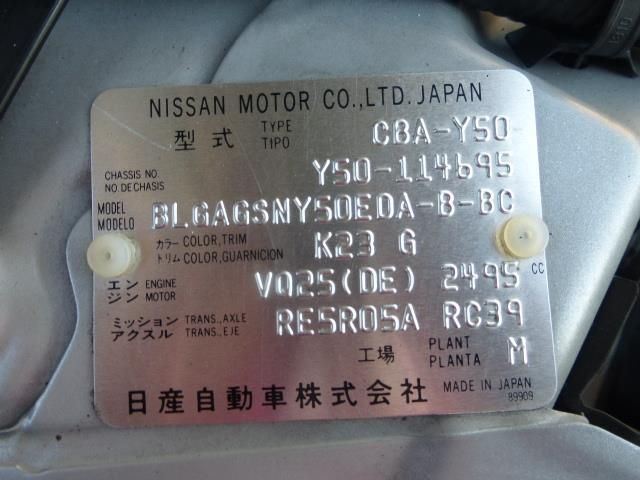 NISSAN MOTOR CO.,LTD. JAPAN
型式 TYPE TIPO CBA-Y50
CHASSIS NO. NO. DE CHASIS Y50-114695
MODEL MODELO BLGAGSNY50EDA-B-BC
カラー COLOR, TRIM
トリム COLOR, GUARNICION K23 G
エンジン ENGINE MOTOR VQ25(DE) 2495 CC
ミッション TRANS., AXLE
アクスル TRANS., EJE RE5R05A RC39
工場 PLANT PLANTA M
日産自動車株式会社 MADE IN JAPAN
89909